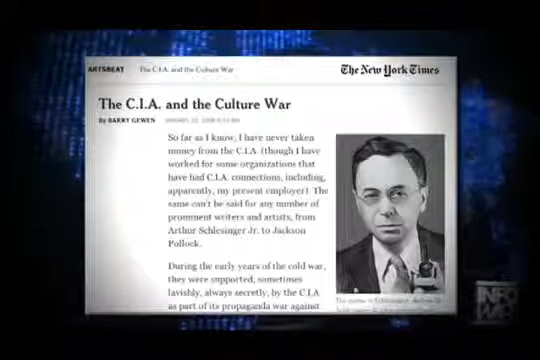 ARTSBEAT The C.I.A. and the Culture War The New York Times
The C.I.A. and the Culture War
By BARRY GEWEN
So far as I know, I have never taken
money from the C.I.A. (though I have
worked for some organizations that
have had C.I.A. connections, including,
apparently, my present employer). The
same can't be said for any number of
prominent writers and artists, from
Arthur Schlesinger Jr. to Jackson
Pollock.
During the early years of the cold war,
they were supported, sometimes
lavishly, always secretly, by the C.I.A
as part of its propaganda war against
INFO